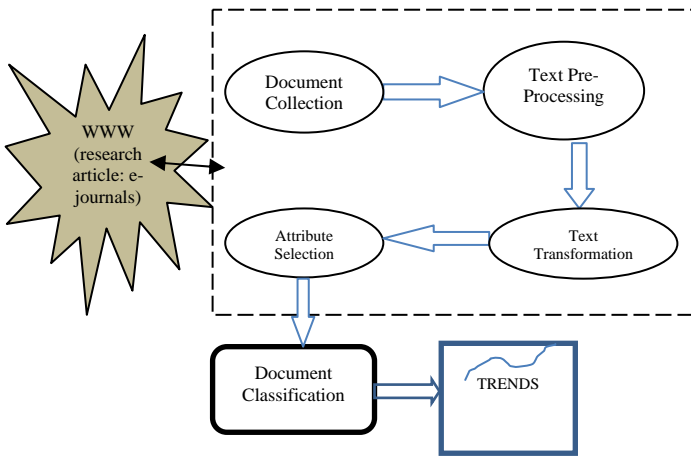 WWW
(research
article: e-
journals)
Document
Collection
Text Pre-
Processing
Attribute
Selection
Text
Transformation
Document
Classification
TRENDS